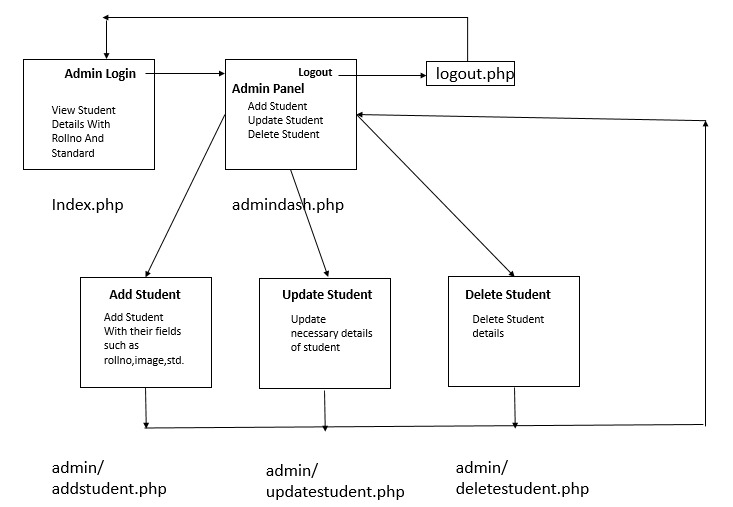 Admin Login
View Student
Details With
Rollno And
Standard
Index.php
Logout
Admin Panel
Add Student
Update Student
Delete Student
admindash.php
logout.php
Add Student
Add Student
With their fields
such as
rollno,image,std.
Update Student
Update
necessary details
of student
Delete Student
Delete Student
details
admin/
addstudent.php
admin/
updatestudent.php
admin/
deletestudent.php